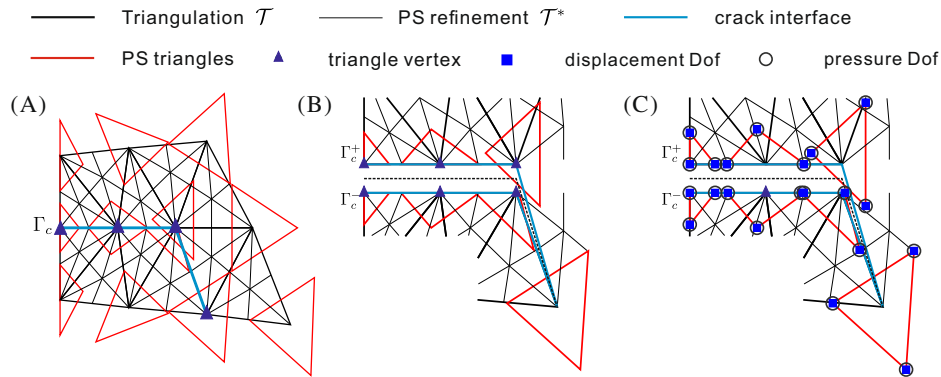 Triangulation 𝒯 PS refinement 𝒯* crack interface
PS triangles triangle vertex displacement Dof pressure Dof
(A) (B) (C)
Γc
Γc+
Γc−
Γc+
Γc−